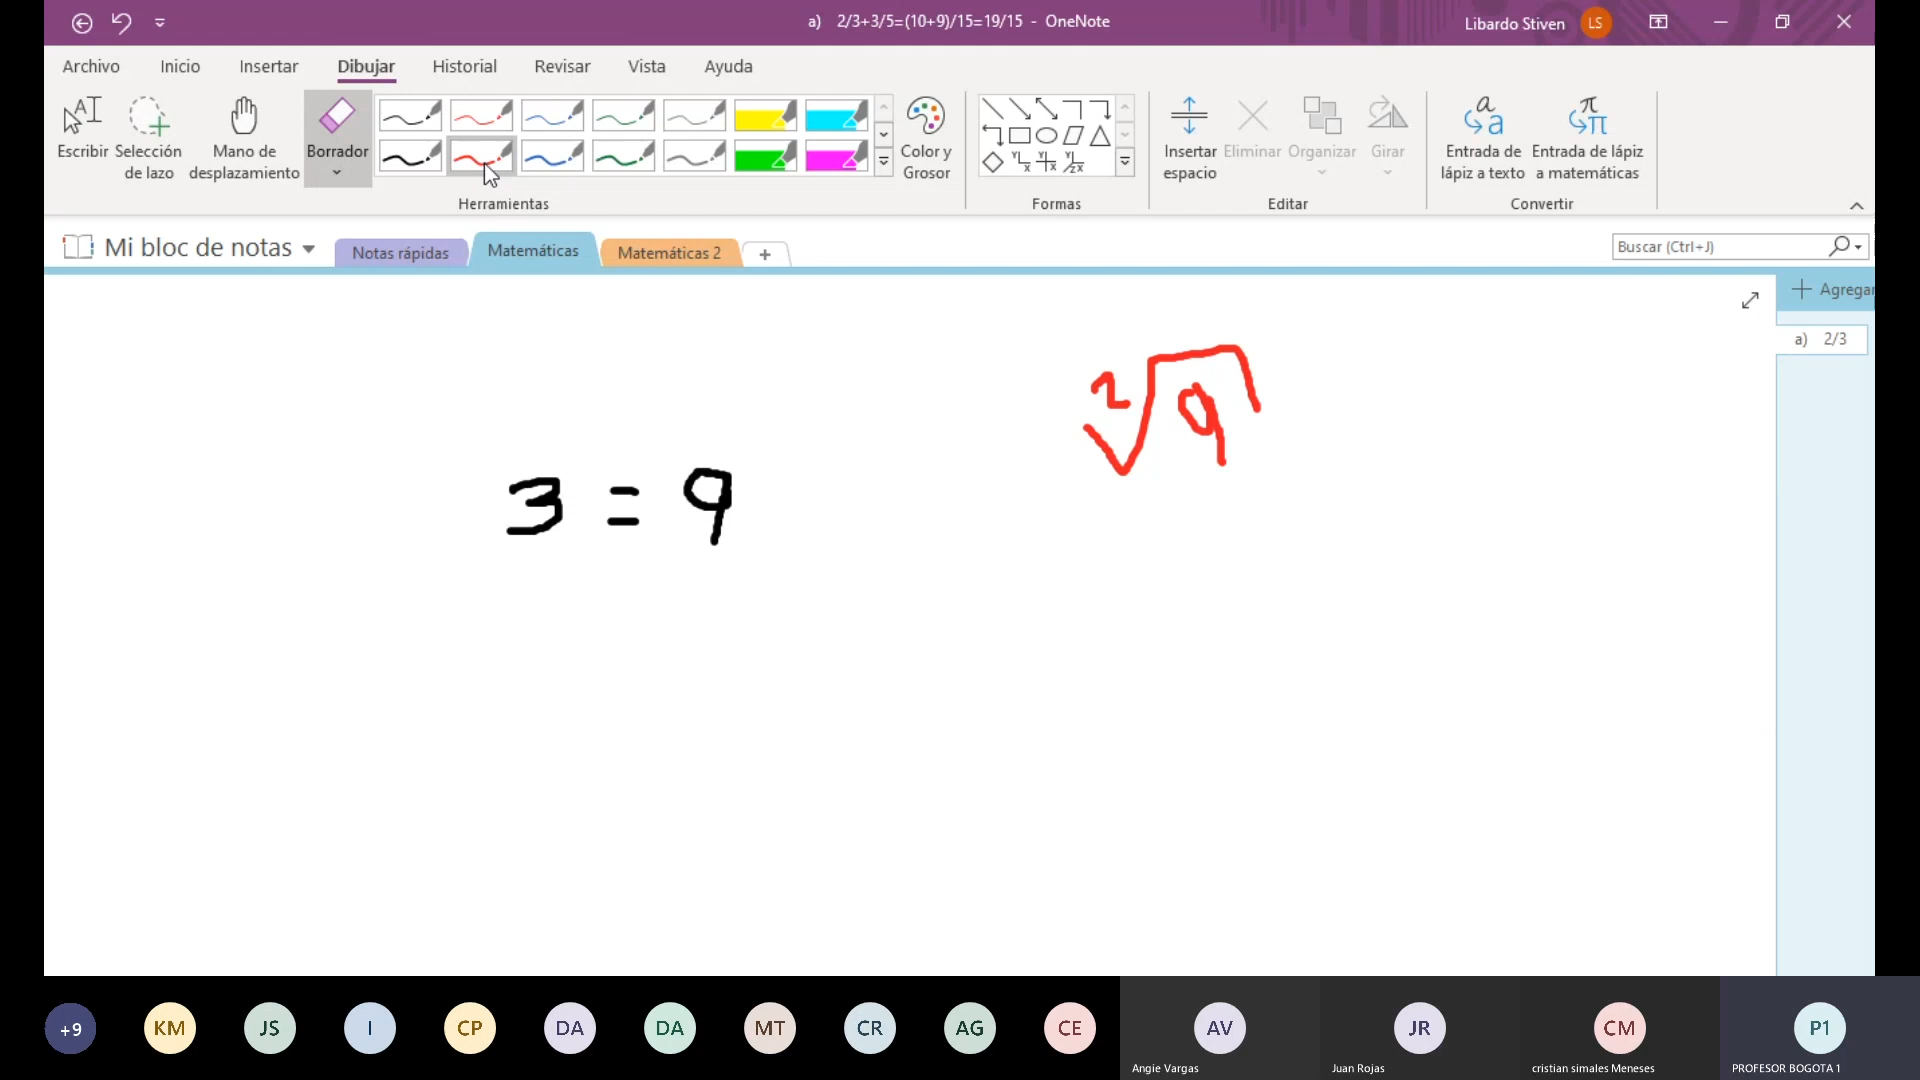 a) 2/3+3/5=(10+9)/15=19/15 - OneNote
Libardo Stiven LS
Archivo Inicio Insertar Dibujar Historial Revisar Vista Ayuda
Escribir
Selección de lazo
Mano de desplazamiento
Borrador
Color y Grosor
Insertar espacio
Eliminar
Organizar
Girar
Entrada de lápiz a texto
Entrada de lápiz a matemáticas
Herramientas Formas Editar Convertir
Mi bloc de notas Notas rápidas Matemáticas Matemáticas 2 +
Buscar (Ctrl+J)
Agregar
a) 2/3
2√9
3 = 9
+9 KM JS I CP DA DA MT CR AG CE AV JR CM P1
Angie Vargas Juan Rojas cristian simales Meneses PROFESOR BOGOTA 1